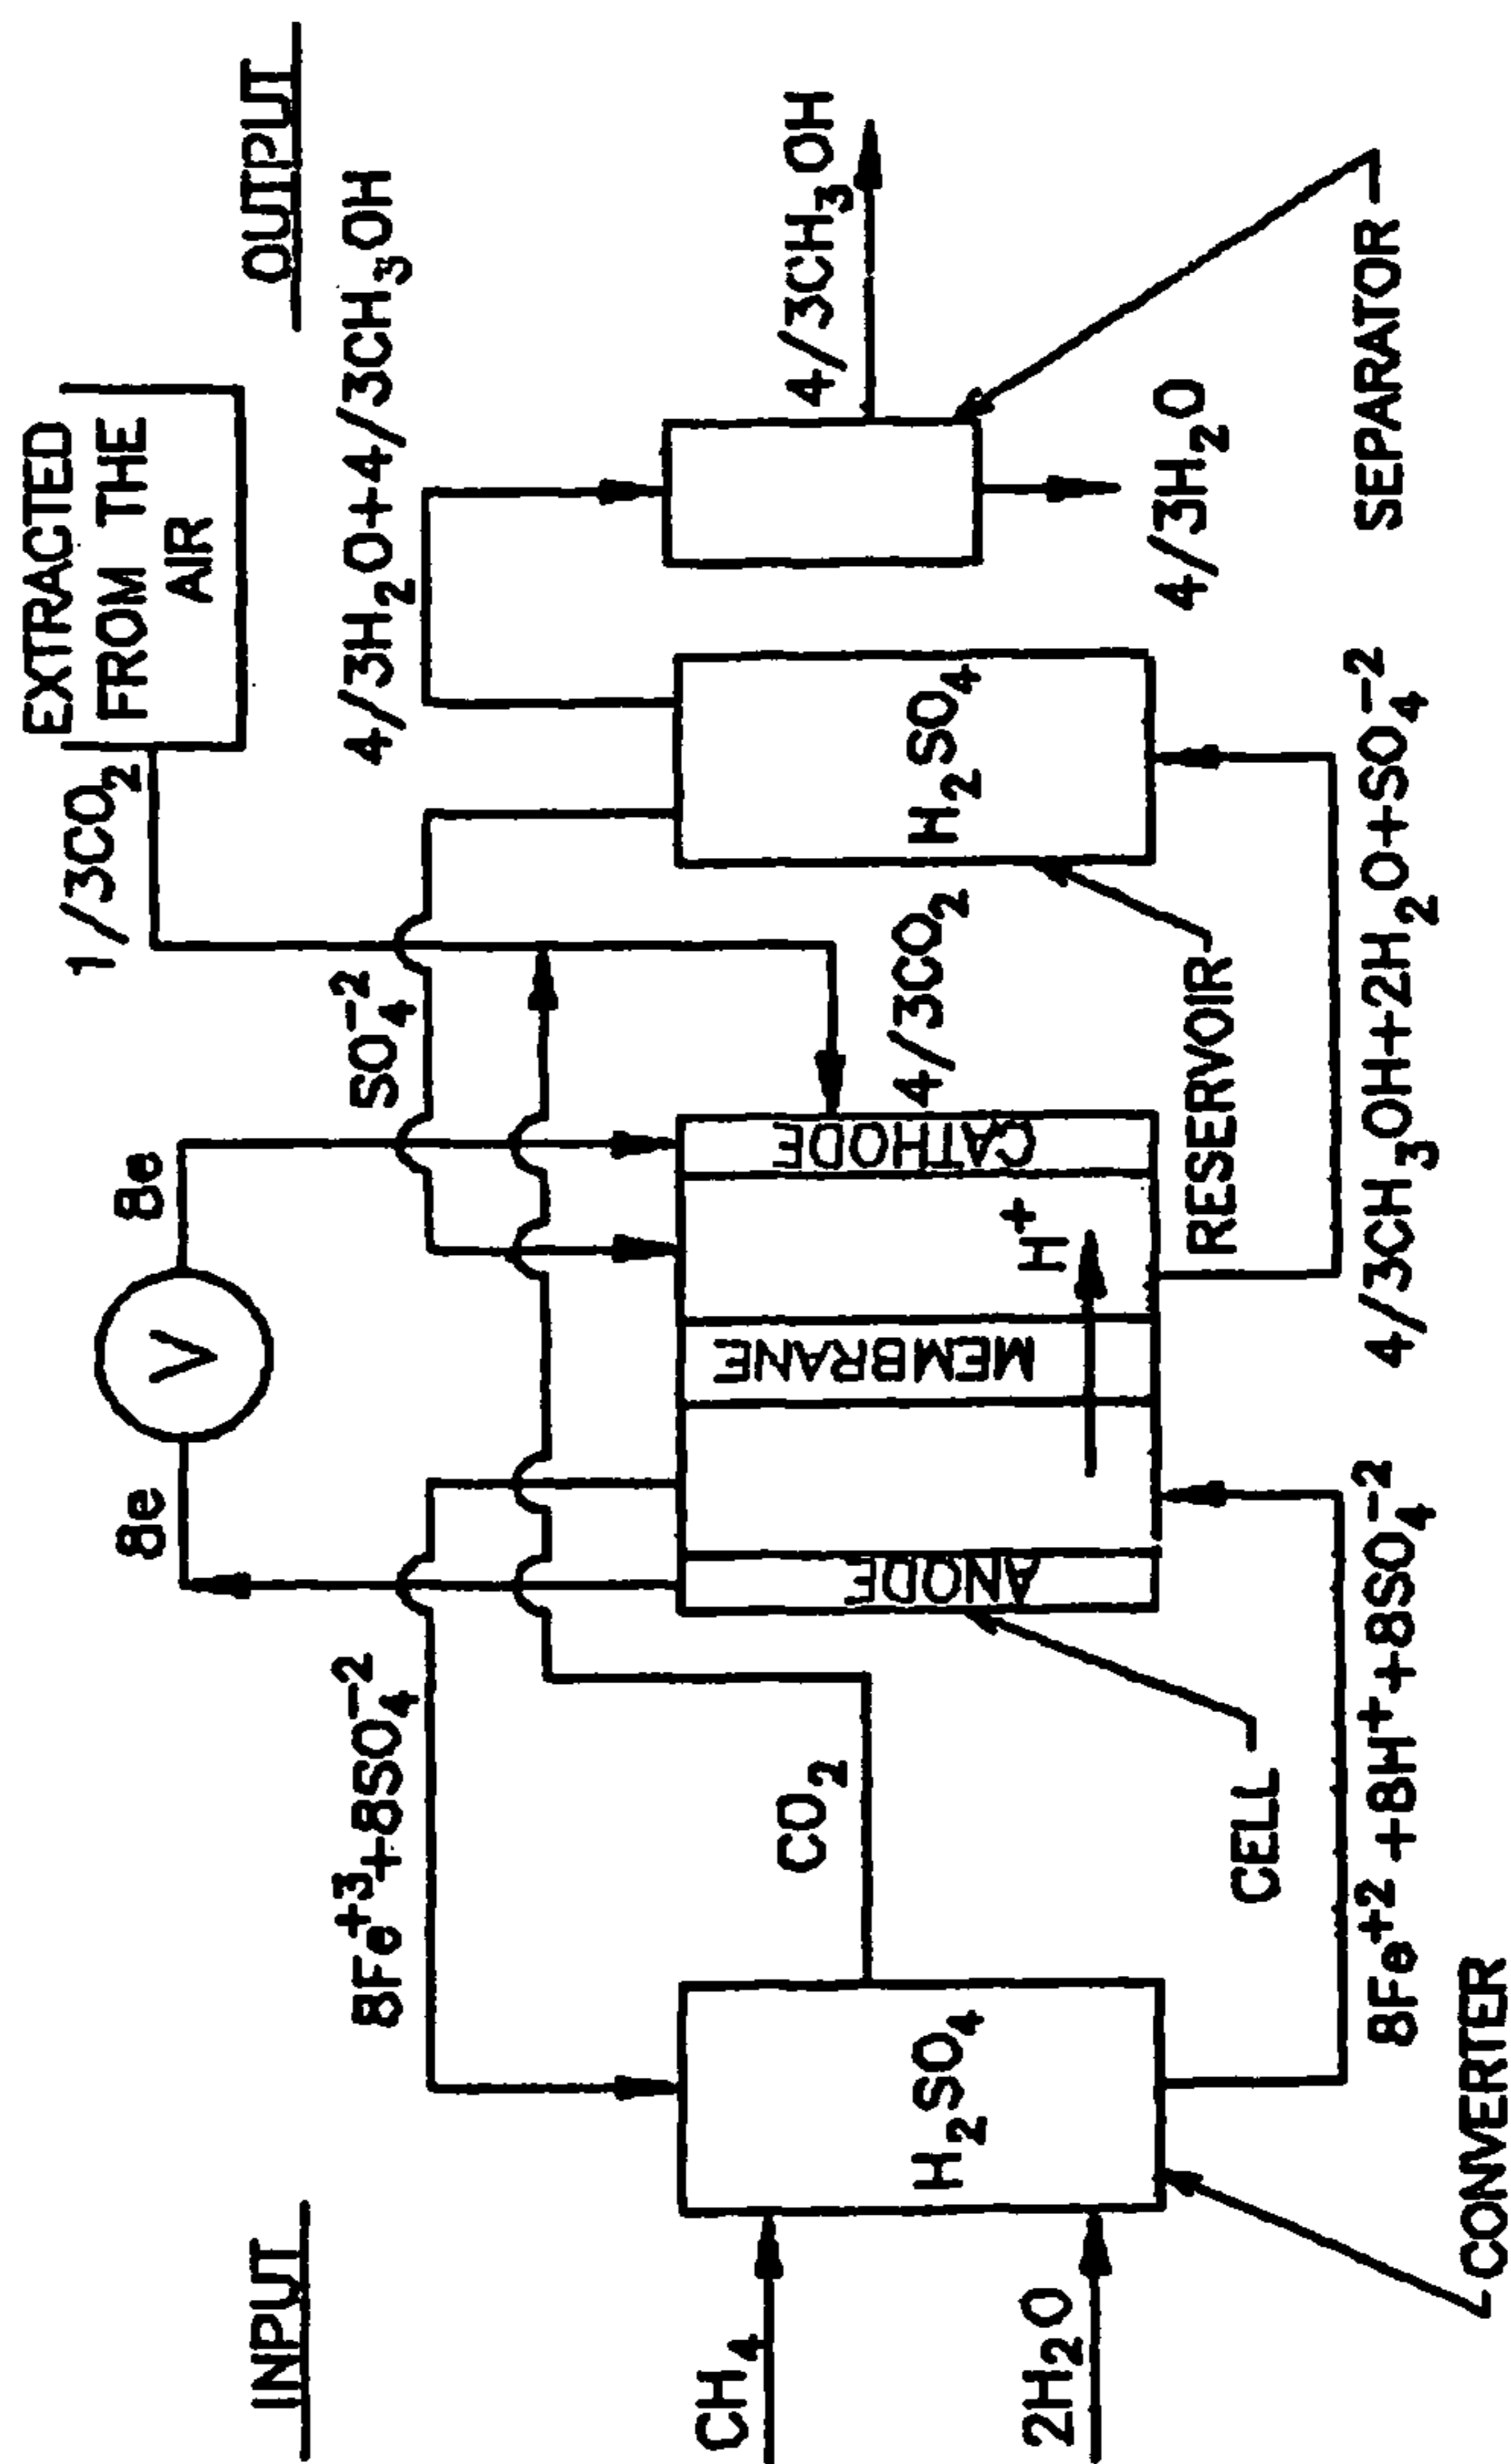 INPUT
OUTPUT
EXTRACTED
FROM THE
AIR
1/3CO₂
8e
8e
V
8Fe⁺³+8SO₄⁻²
SO₄⁻²
4/3H₂O+4/3CH₃OH
CH₄
2H₂O
H₂SO₄
CO₂
ANODE
MEMBRANE
H⁺
CATHODE
4/3CO₂
H₂SO₄
4/3CH₃OH
4/3H₂O
CELL
RESERVOIR
SEPARATOR
CONVERTER
8Fe⁺²+8H⁺+8SO₄⁻²
4/3CH₃OH+2H₂O+SO₄⁻²